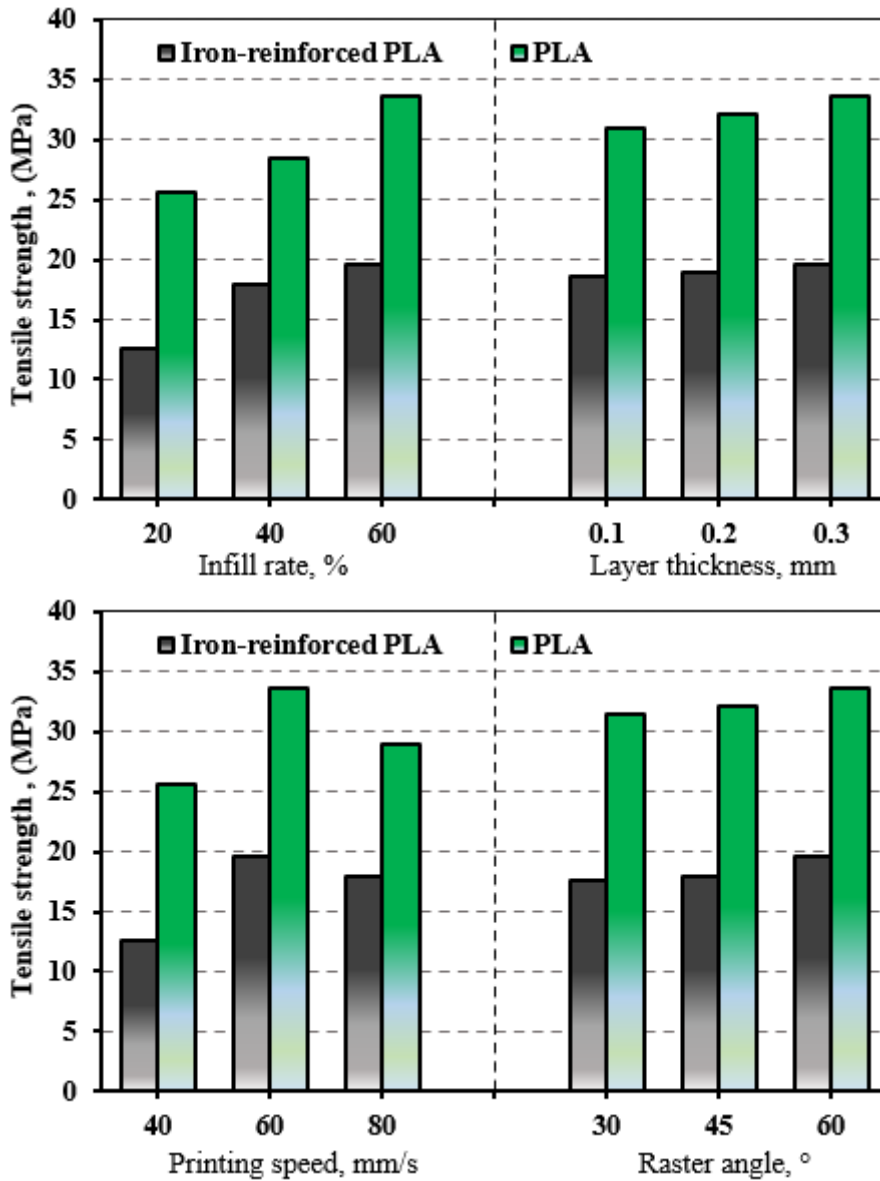 40
Iron-reinforced PLA PLA
35
30
25
20
15
10
5
0
Tensile strength , (MPa)
20 40 60 0.1 0.2 0.3
Infill rate, % Layer thickness, mm
40
Iron-reinforced PLA PLA
35
30
25
20
15
10
5
0
Tensile strength , (MPa)
40 60 80 30 45 60
Printing speed, mm/s Raster angle, °